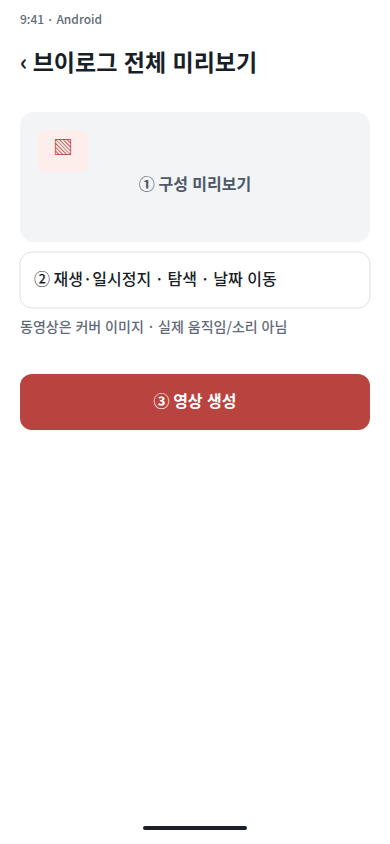 9:41 · Android
‹ 브이로그 전체 미리보기
① 구성 미리보기
② 재생·일시정지 · 탐색 · 날짜 이동
동영상은 커버 이미지 · 실제 움직임/소리 아님
③ 영상 생성